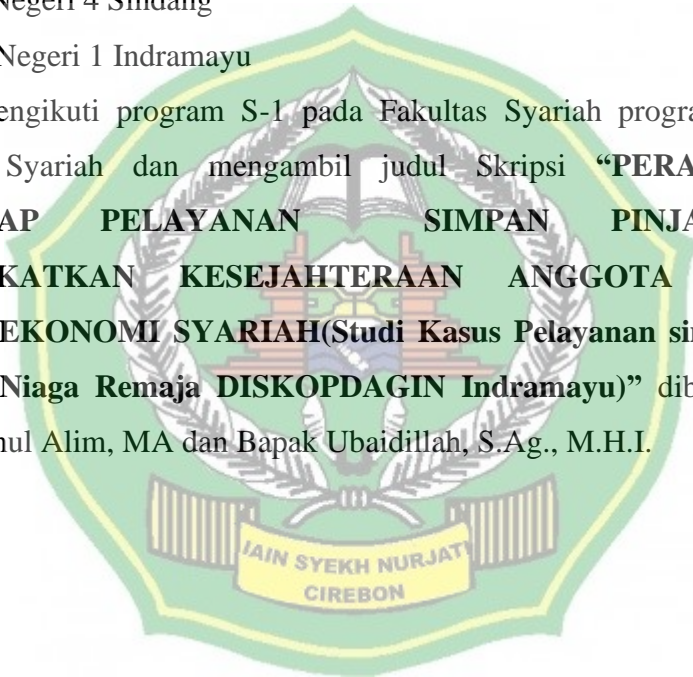 Negeri 4 Sindang
Negeri 1 Indramayu
engikuti program S-1 pada Fakultas Syariah progra
Syariah dan mengambil judul Skripsi “PERA
AP PELAYANAN SIMPAN PINJA
KATKAN KESEJAHTERAAN ANGGOTA
EKONOMI SYARIAH(Studi Kasus Pelayanan sin
Niaga Remaja DISKOPDAGIN Indramayu)” dib
nul Alim, MA dan Bapak Ubaidillah, S.Ag., M.H.I.
IAIN SYEKH NURJATI
CIREBON